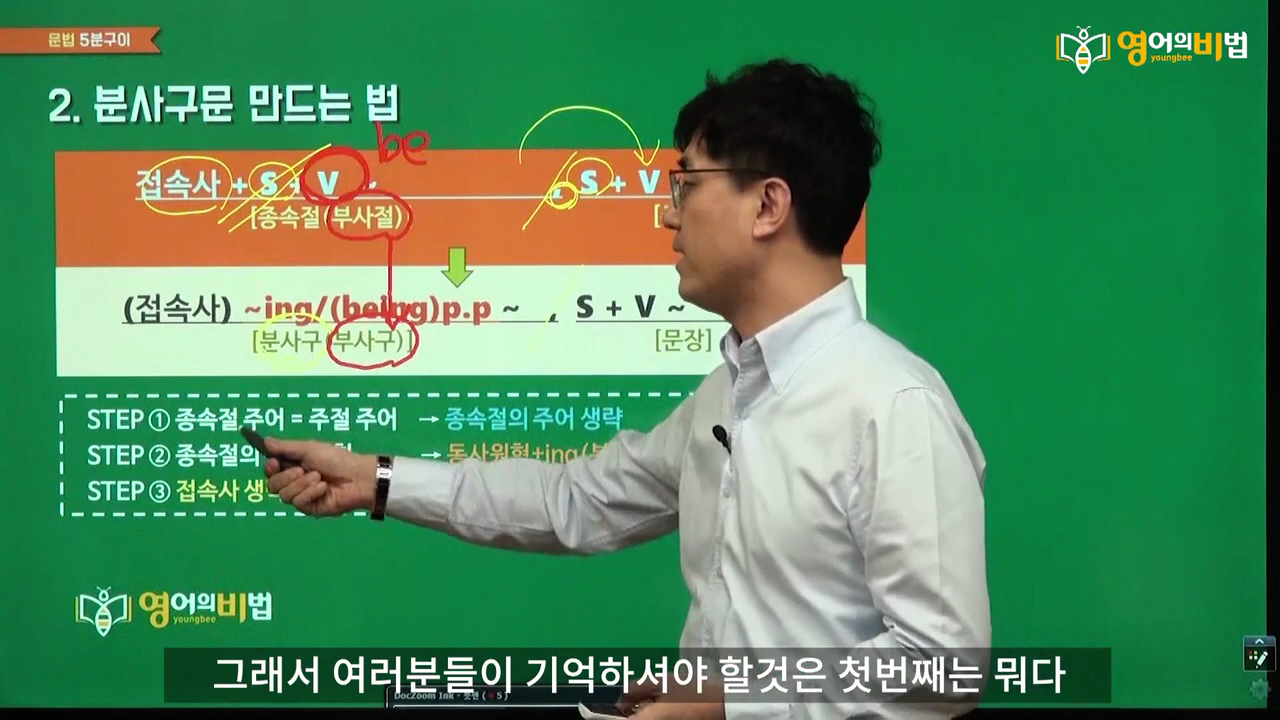 문법 5분구이
영어의비법
youngbee
2. 분사구문 만드는 법
be
접속사 + S + V ~ , S + V
[종속절(부사절)
(접속사) ~ing/(being)p.p ~ , S + V ~
[분사구(부사구)] [문장]
STEP ① 종속절 주어 = 주절 주어 → 종속절의 주어 생략
STEP ② 종속절의 → 동사원형+ing(
STEP ③ 접속사
영어의비법
youngbee
그래서 여러분들이 기억하셔야 할것은 첫번째는 뭐다
DocZoom Ink